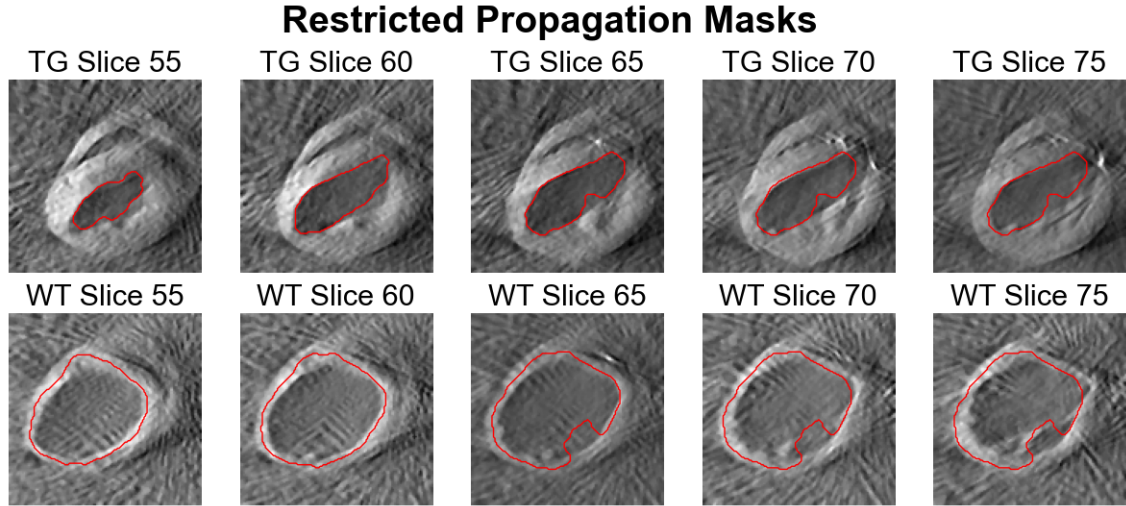 Restricted Propagation Masks
TG Slice 55 TG Slice 60 TG Slice 65 TG Slice 70 TG Slice 75
WT Slice 55 WT Slice 60 WT Slice 65 WT Slice 70 WT Slice 75